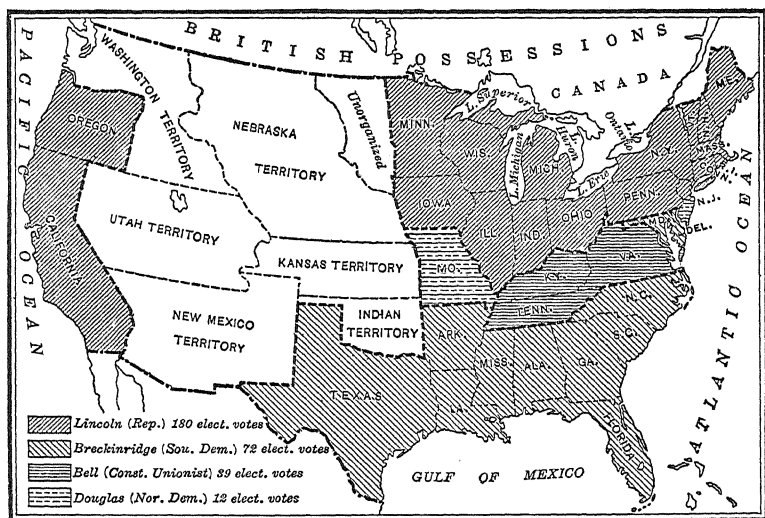 BRITISH POSSESSIONS
CANADA
PACIFIC OCEAN
ATLANTIC OCEAN
GULF OF MEXICO
WASHINGTON TERRITORY
OREGON
CALIFORNIA
NEBRASKA
TERRITORY
Unorganized
UTAH TERRITORY
KANSAS TERRITORY
NEW MEXICO
TERRITORY
INDIAN
TERRITORY
TEXAS
MINN.
WIS.
IOWA
MO.
ARK.
LA.
ILL.
IND.
OHIO
MICH.
KY.
TENN.
MISS.
ALA.
GA.
FLORIDA
S.C.
N.C.
VA.
MD.
DEL.
N.J.
PENN.
N.Y.
MASS.
ME.
L. Superior
L. Michigan
L. Huron
L. Erie
L. Ontario
Lincoln (Rep.) 180 elect. votes
Breckinridge (Sou. Dem.) 72 elect. votes
Bell (Const. Unionist) 39 elect. votes
Douglas (Nor. Dem.) 12 elect. votes